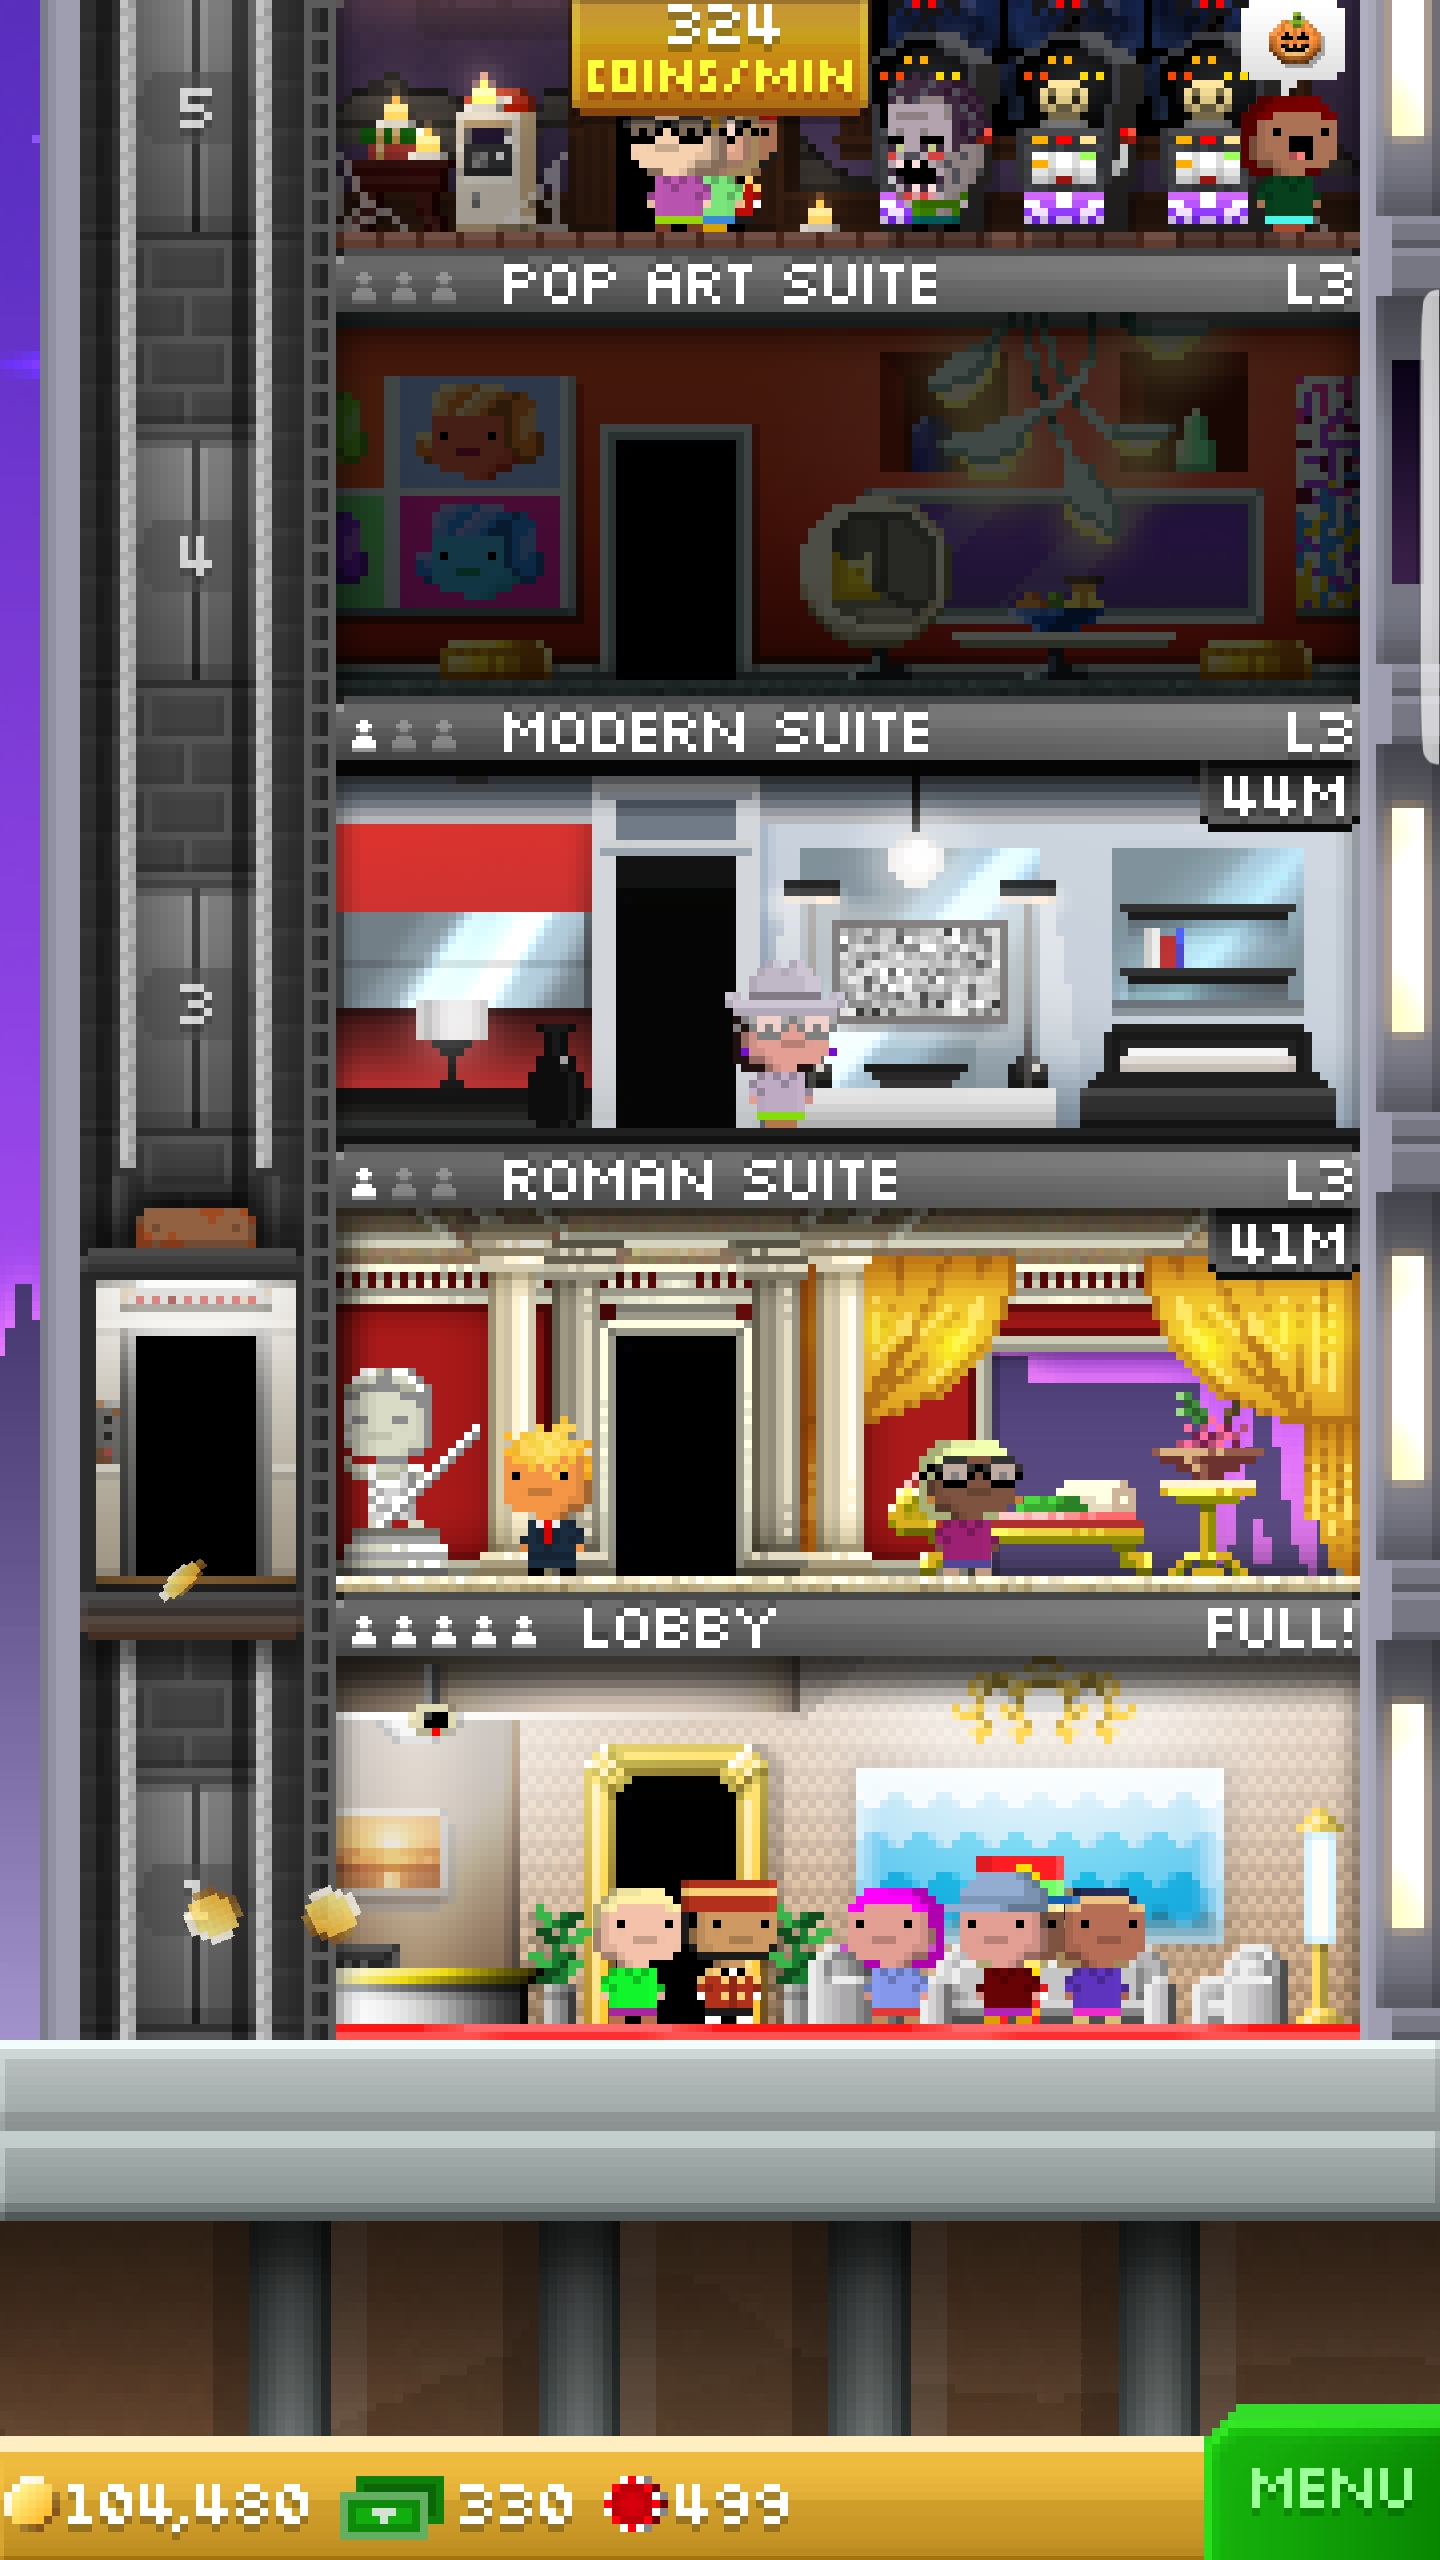 324
COINS/MIN
5
POP ART SUITE L3
4
MODERN SUITE L3
44M
3
ROMAN SUITE L3
41M
LOBBY FULL!
104,480 330 499
MENU